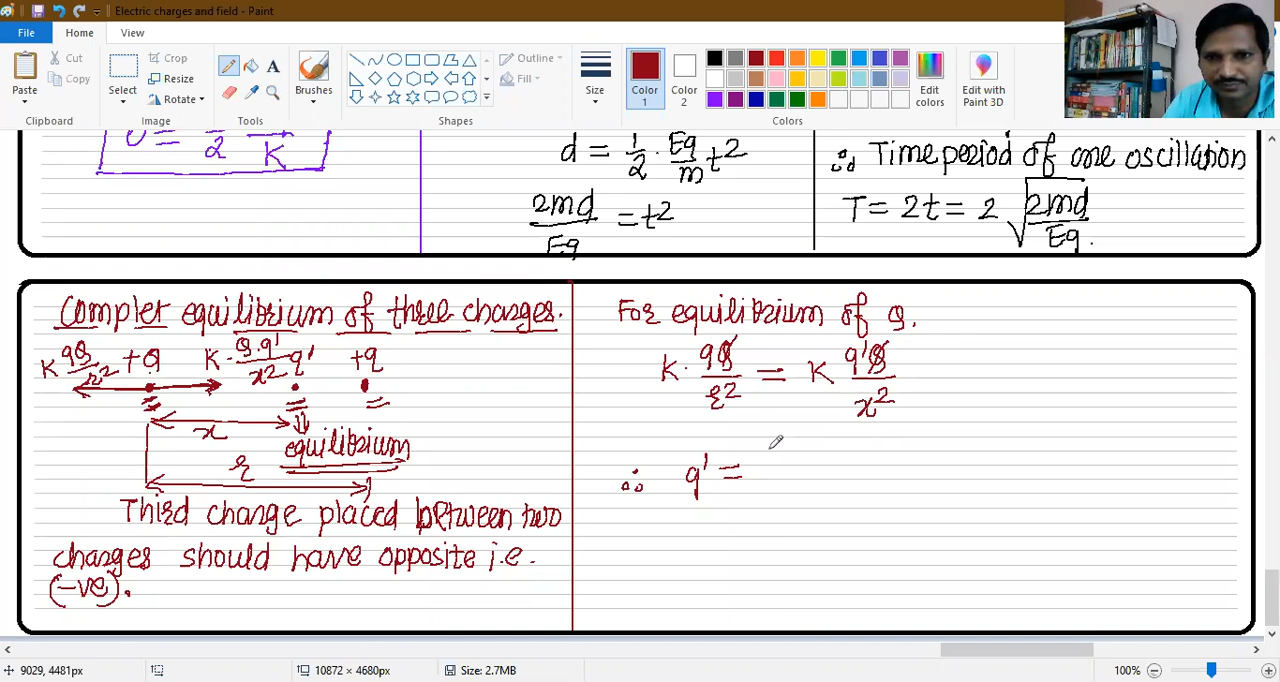 Electric charges and field - Paint
File Home View
Paste
Cut
Copy
Clipboard
Select
Crop
Resize
Rotate
Image
Tools
Brushes
Shapes
Outline
Fill
Size
Color 1
Color 2
Colors
Edit colors
Edit with Paint 3D
d = 1/2 · Eq/m t²
2md/Eq = t²
∴ Time period of one oscillation
T = 2t = 2 √2md/Eq.
Complet equilibrium of three charges.
K qQ/r² +Q K · Q.q'/x² q' +q
x
equilibrium
r
Third charge placed between two
charges should have opposite i.e.
(-ve).
For equilibrium of Q.
K · qQ/r² = K q'Q/x²
∴ q' =
9029, 4481px
10872 × 4680px
Size: 2.7MB
100%